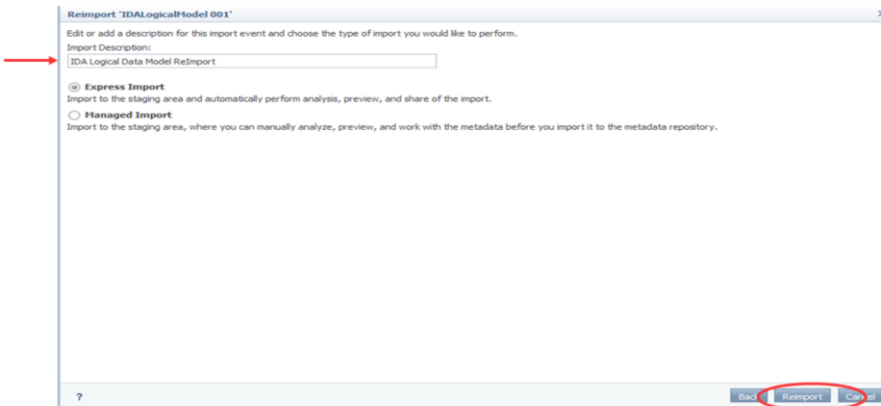 Reimport 'IDALogicalModel 001'
Edit or add a description for this import event and choose the type of import you would like to perform.
Import Description:
IDA Logical Data Model ReImport
Express Import
Import to the staging area and automatically perform analysis, preview, and share of the import.
Managed Import
Import to the staging area, where you can manually analyze, preview, and work with the metadata before you import it to the metadata repository.
? Back Reimport Cancel